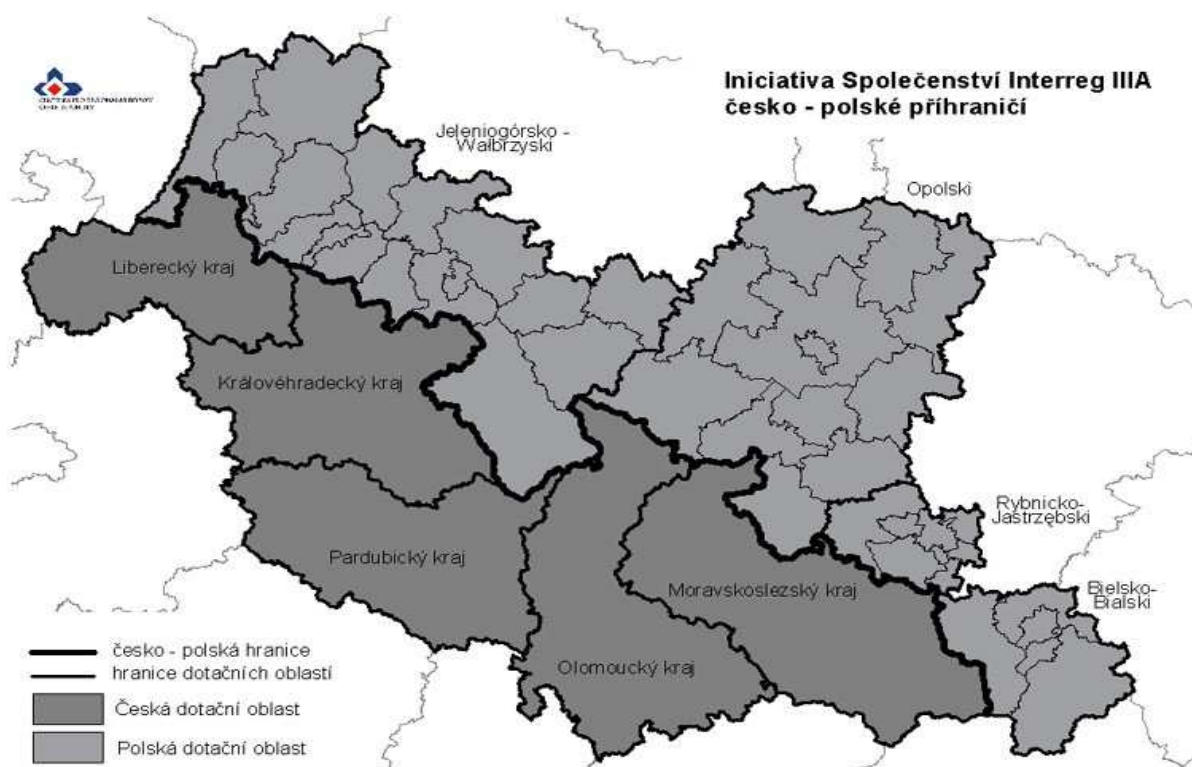 Iniciativa Společenství Interreg IIIA
česko - polské příhraničí
Jeleniogórsko -
Wałbrzyski
Opolski
Liberecký kraj
Královéhradecký kraj
Rybnicko-
Jastrzębski
Pardubický kraj
Moravskoslezský kraj
Bielsko-
Bialski
Olomoucký kraj
česko - polská hranice
hranice dotačních oblastí
Česká dotační oblast
Polská dotační oblast